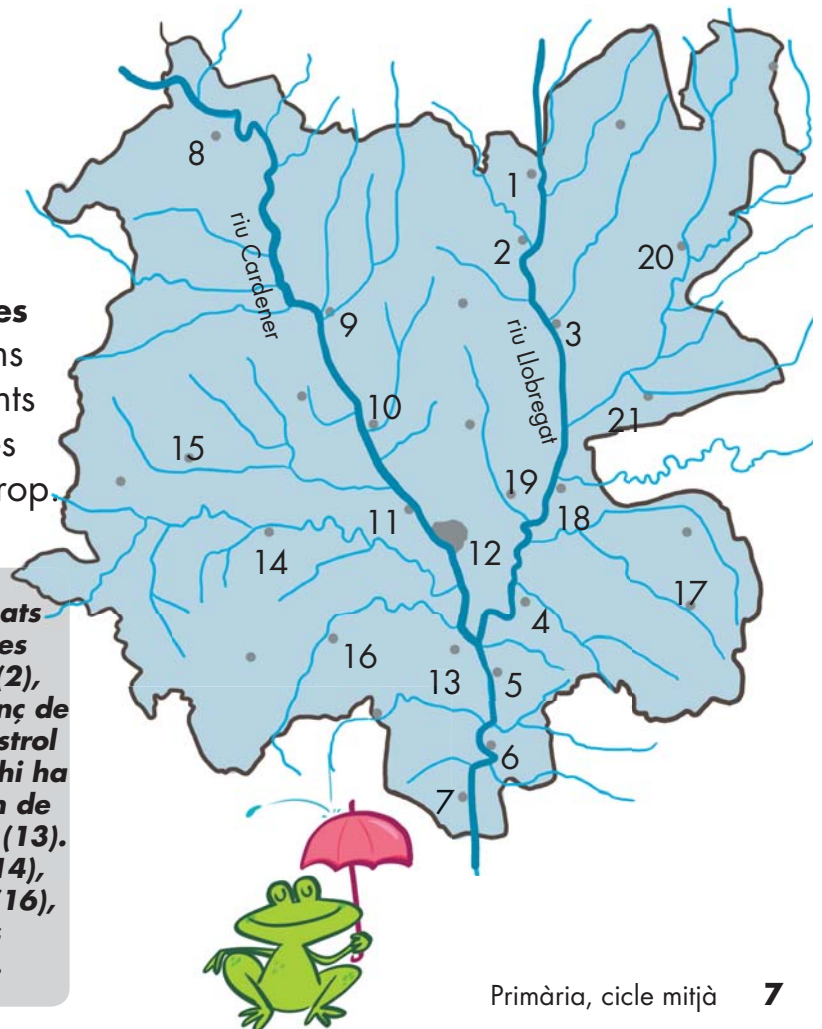 es
ns
nts
es
rop.
ats
es
(2),
nç de
strol
hi ha
n de
(13).
14),
(16),
8
1
2
20
riu Cardener
9
3
riu Llobregat
10
21
15
19
18
11
12
14
17
4
16
13
5
6
7
Primària, cicle mitjà 7